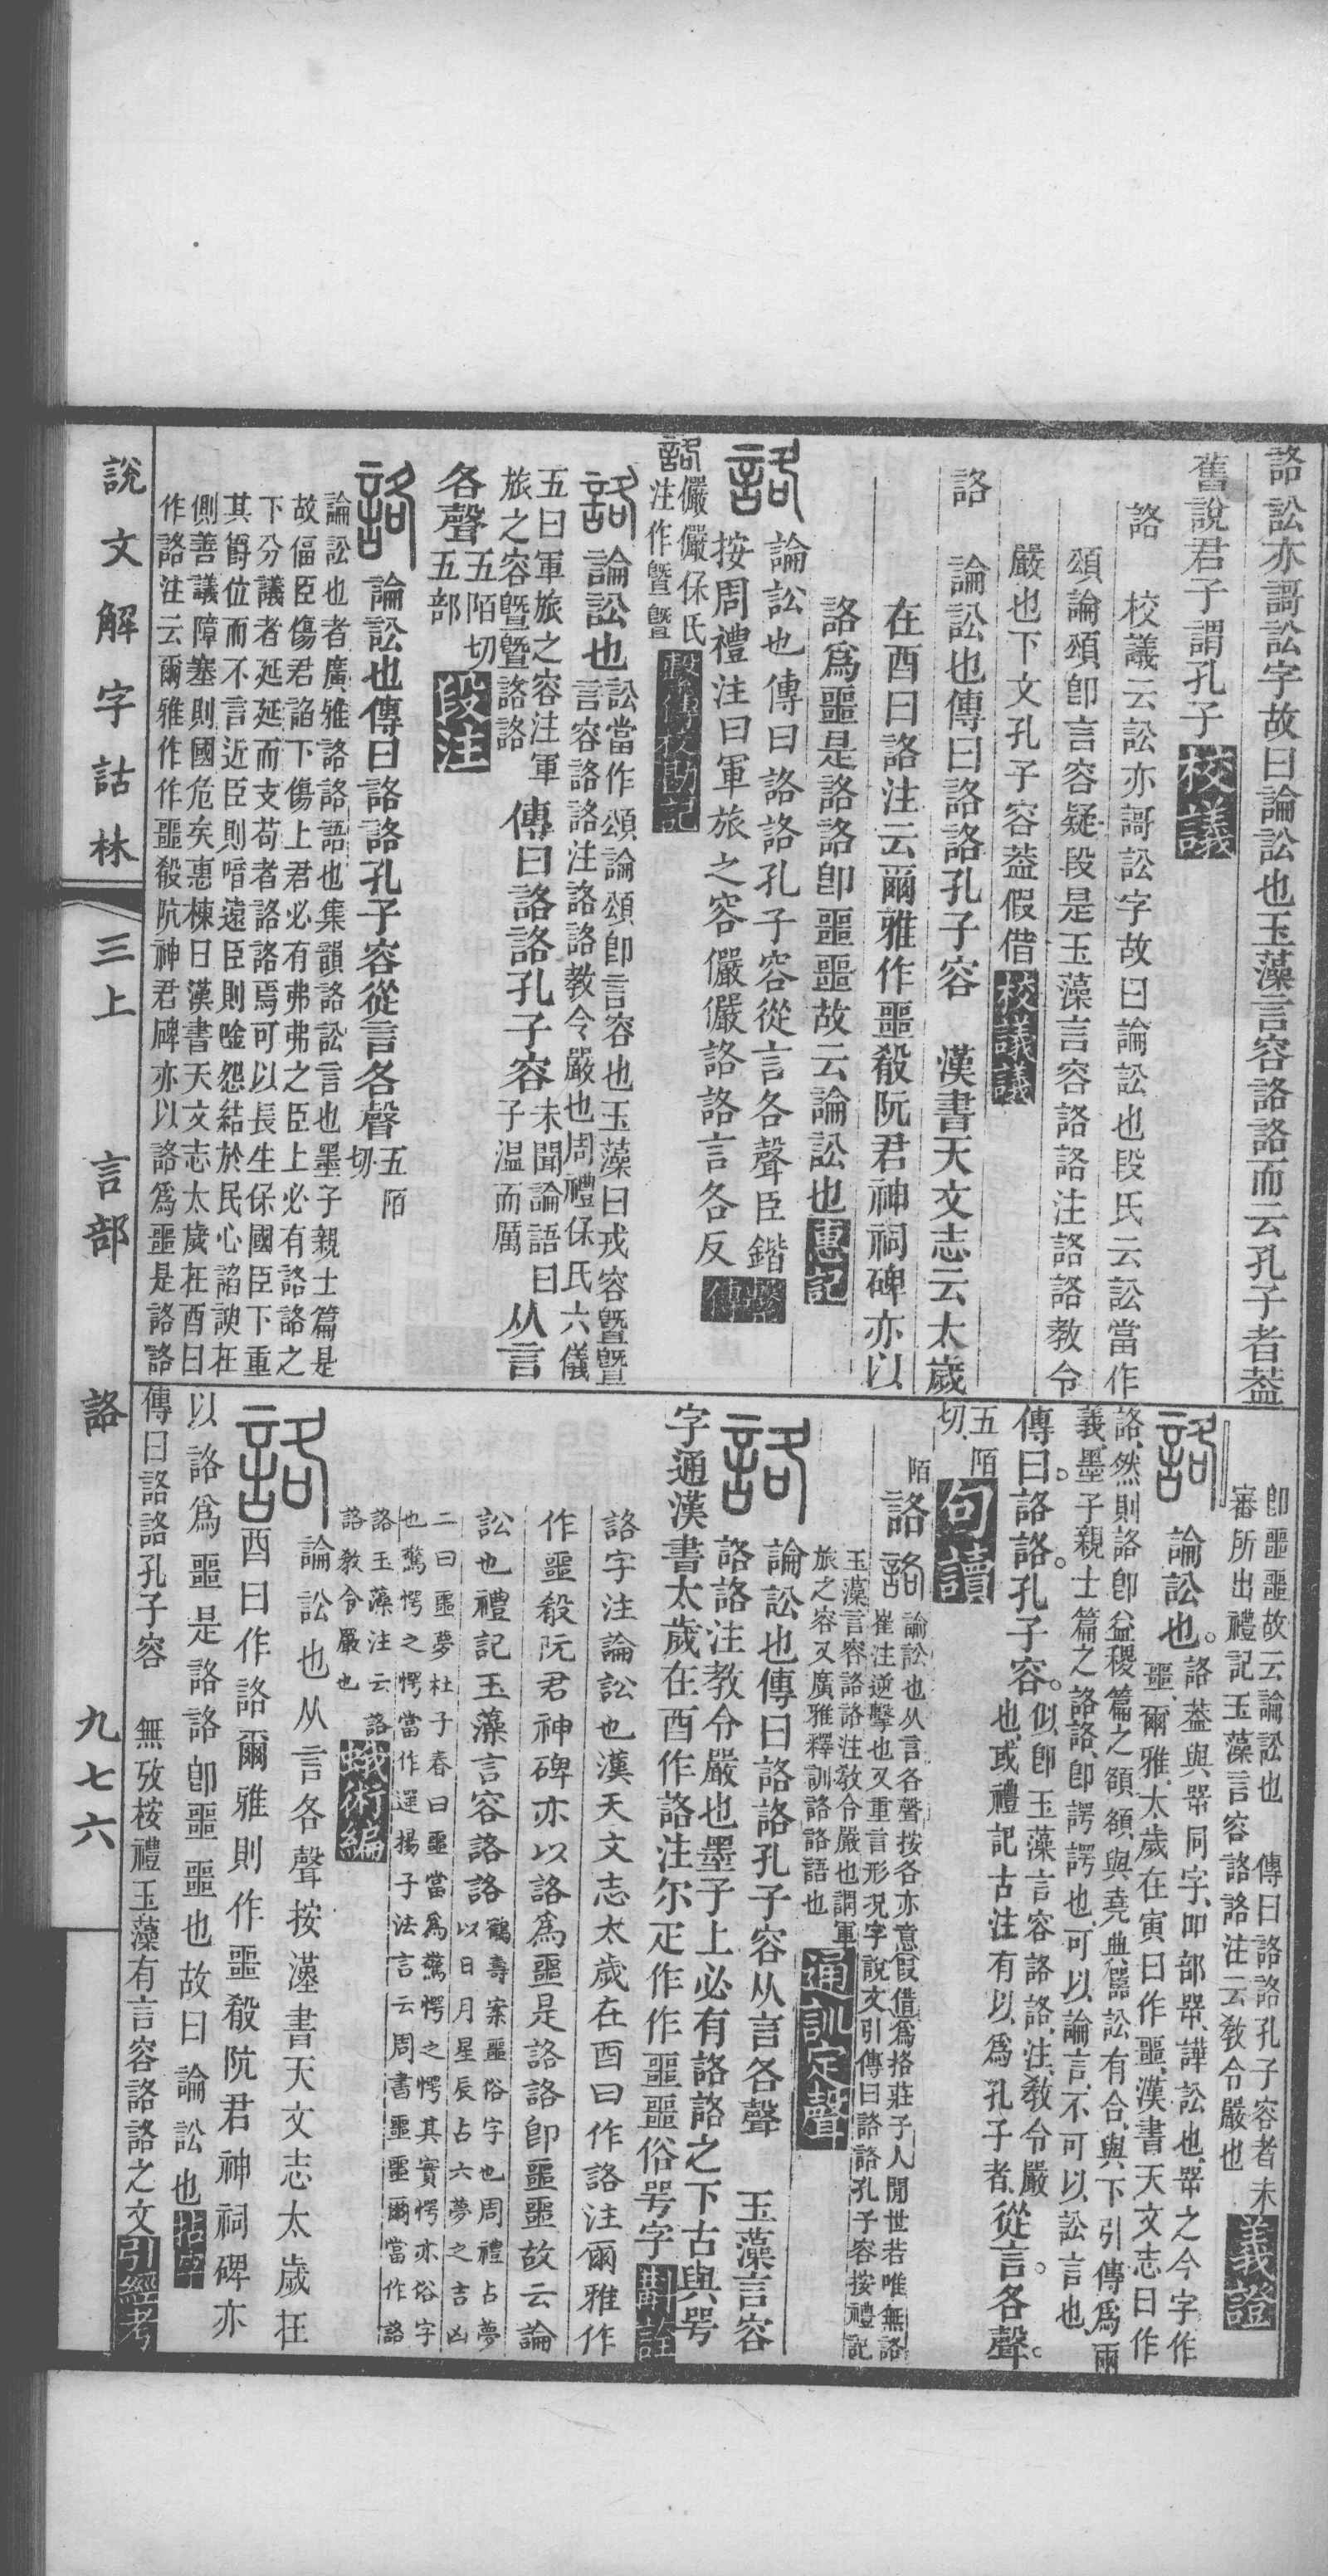 詻訟亦謌訟字故曰論訟也玉藻言容詻詻而云孔子者葢
舊說君子謂孔子校議
詻　校議云訟亦謌訟字故曰論訟也段氏云訟當作
頌論頌卽言容疑段是玉藻言容詻詻注詻詻教令
嚴也下文孔子容葢假借校議議
詻　論訟也傳曰詻詻孔子容　漢書天文志云太歲
在酉曰詻注云爾雅作噩殽阮君神祠碑亦以
詻爲噩是詻詻卽噩噩故云論訟也惠記
論訟也傳曰詻詻孔子容從言各聲臣鍇
按周禮注曰軍旅之容儼儼詻詻言各反繫傳
儼儼保氏
注作曁曁
繫傳校勘記
論訟也訟當作頌論頌卽言容也玉藻曰戎容曁曁
言容詻詻注詻詻教令嚴也周禮保氏六儀
五曰軍旅之容注軍
旅之容曁曁詻詻
傳曰詻詻孔子容未聞論語曰
子溫而厲
从言
各聲五陌切
五部
段注
論訟也傳曰詻詻孔子容從言各聲五陌
切
論訟也者廣雅詻詻語也集韻詻訟言也墨子親士篇是
故偪臣傷君諂下傷上君必有弗弗之臣上必有詻詻之
下分議者延延而支苟者詻詻焉可以長生保國臣下重
其爵位而不言近臣則喑遠臣則唫怨結於民心諂諛在
側善議障塞則國危矣惠棟曰漢書天文志太歲在酉曰
作詻注云爾雅作作噩殽阮神君碑亦以詻爲噩是詻詻
卽噩噩故云論訟也　傳曰詻詻孔子容者未
審所出禮記玉藻言容詻詻注云教令嚴也
義證
論訟也。詻葢與㖾同字、吅部㖾、譁訟也、㖾之今字作
噩、爾雅、太歲在寅曰作噩、漢書天文志曰作
詻、然則詻卽益稷篇之頟頟、與堯典嚚訟有合、與下引傳爲兩
義、墨子親士篇之詻詻、卽諤諤也、可以論言、不可以訟言也
傳曰。詻詻。孔子容。似卽玉藻言容詻詻、注、教令嚴
也、或禮記古注有以爲孔子者、
從言。各聲。
五陌
切、
句讀
陌　詻　詻　論訟也从言各聲按各亦意叚借爲挌莊子人閒世若唯無詻
崔注逆擊也又重言形況字說文引傳曰詻詻孔子容按禮記
玉藻言容詻詻注教令嚴也謂軍
旅之容又廣雅釋訓詻詻語也
通訓定聲
論訟也傳曰詻詻孔子容从言各聲　玉藻言容
詻詻注教令嚴也墨子上必有詻詻之下古與咢
字通漢書太歲在酉作詻注尔疋作作噩噩俗咢字斠詮
詻字注論訟也漢天文志太歲在酉曰作詻注爾雅作
作噩殽阮君神碑亦以詻爲噩是詻詻卽噩噩故云論
訟也禮記玉藻言容詻詻鶴壽案噩俗字也周禮占夢
以日月星辰占六夢之吉凶
二曰噩夢杜子春曰噩當爲驚愕之愕其實愕亦俗字
也驚愕之愕當作遻揚子法言云周書噩噩爾當作詻
詻玉藻注云詻
詻教令嚴也
蛾術編
論訟也从言各聲按漢書天文志太歲在
酉曰作詻爾雅則作噩殽阮君神祠碑亦
以詻爲噩是詻詻卽噩噩也故曰論訟也拈字
傳曰詻詻孔子容　無攷桉禮玉藻有言容詻詻之文引經考
說文解字詁林　三上　言部　詻　九七六